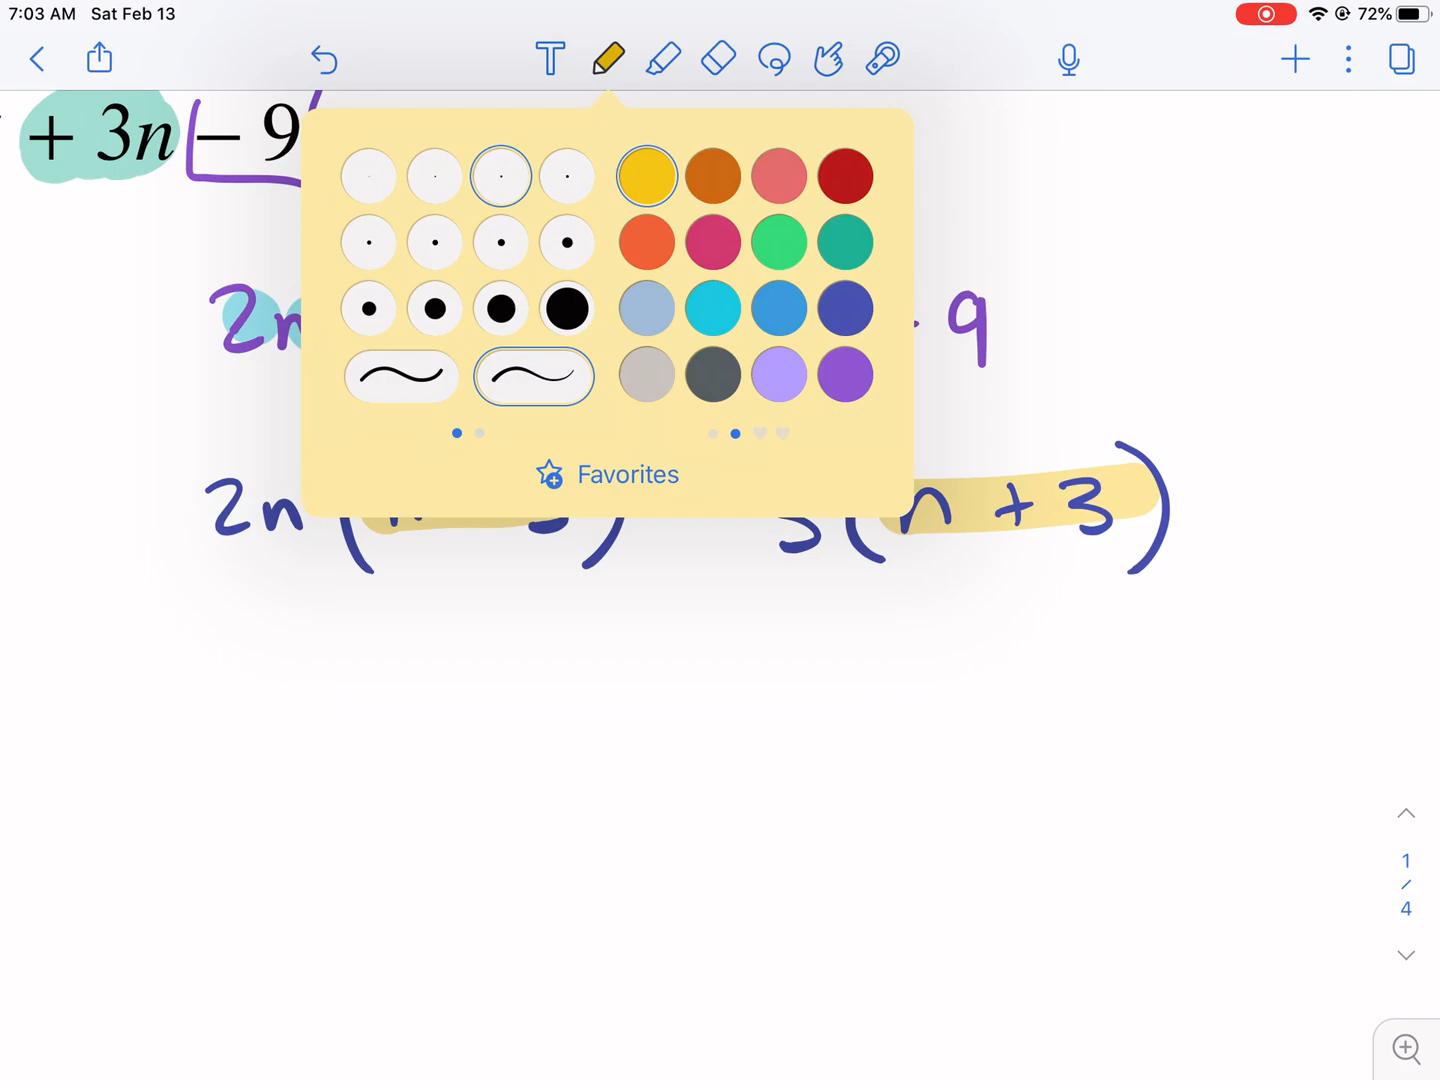 7:03 AM Sat Feb 13 72%
T
+ 3n - 9
2n - 9
2n ( ) 3(n + 3)
Favorites
1
/
4